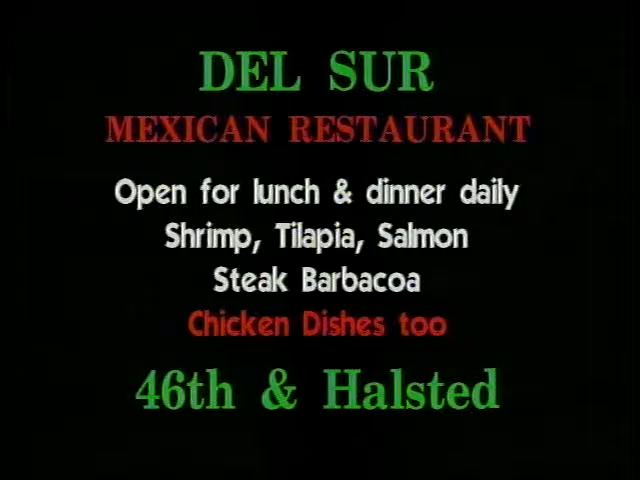 DEL SUR
MEXICAN RESTAURANT
Open for lunch & dinner daily
Shrimp, Tilapia, Salmon
Steak Barbacoa
Chicken Dishes too
46th & Halsted